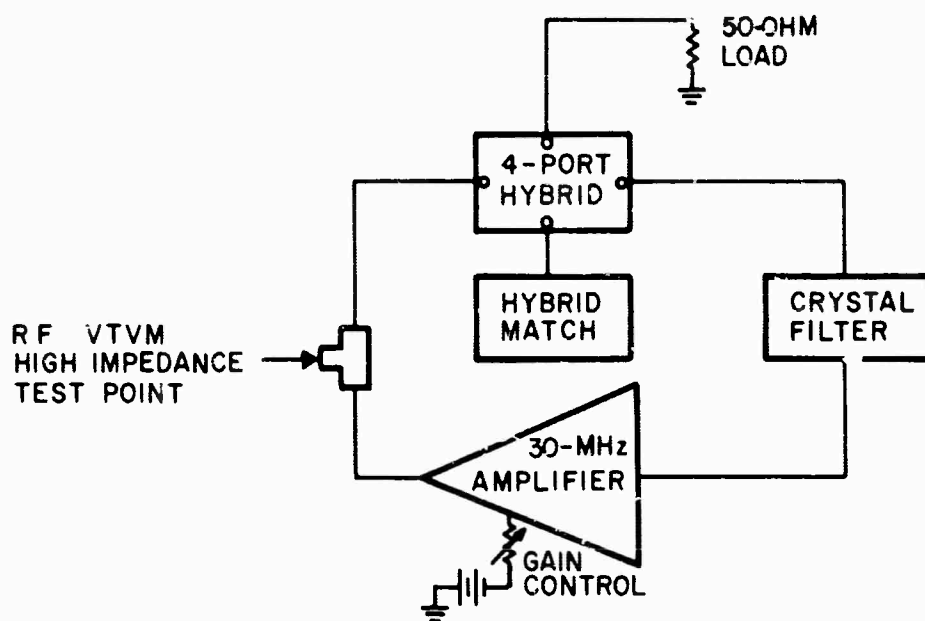 50-OHM
LOAD
4-PORT
HYBRID
HYBRID
MATCH
CRYSTAL
FILTER
RF VTVM
HIGH IMPEDANCE
TEST POINT
30-MHz
AMPLIFIER
GAIN
CONTROL